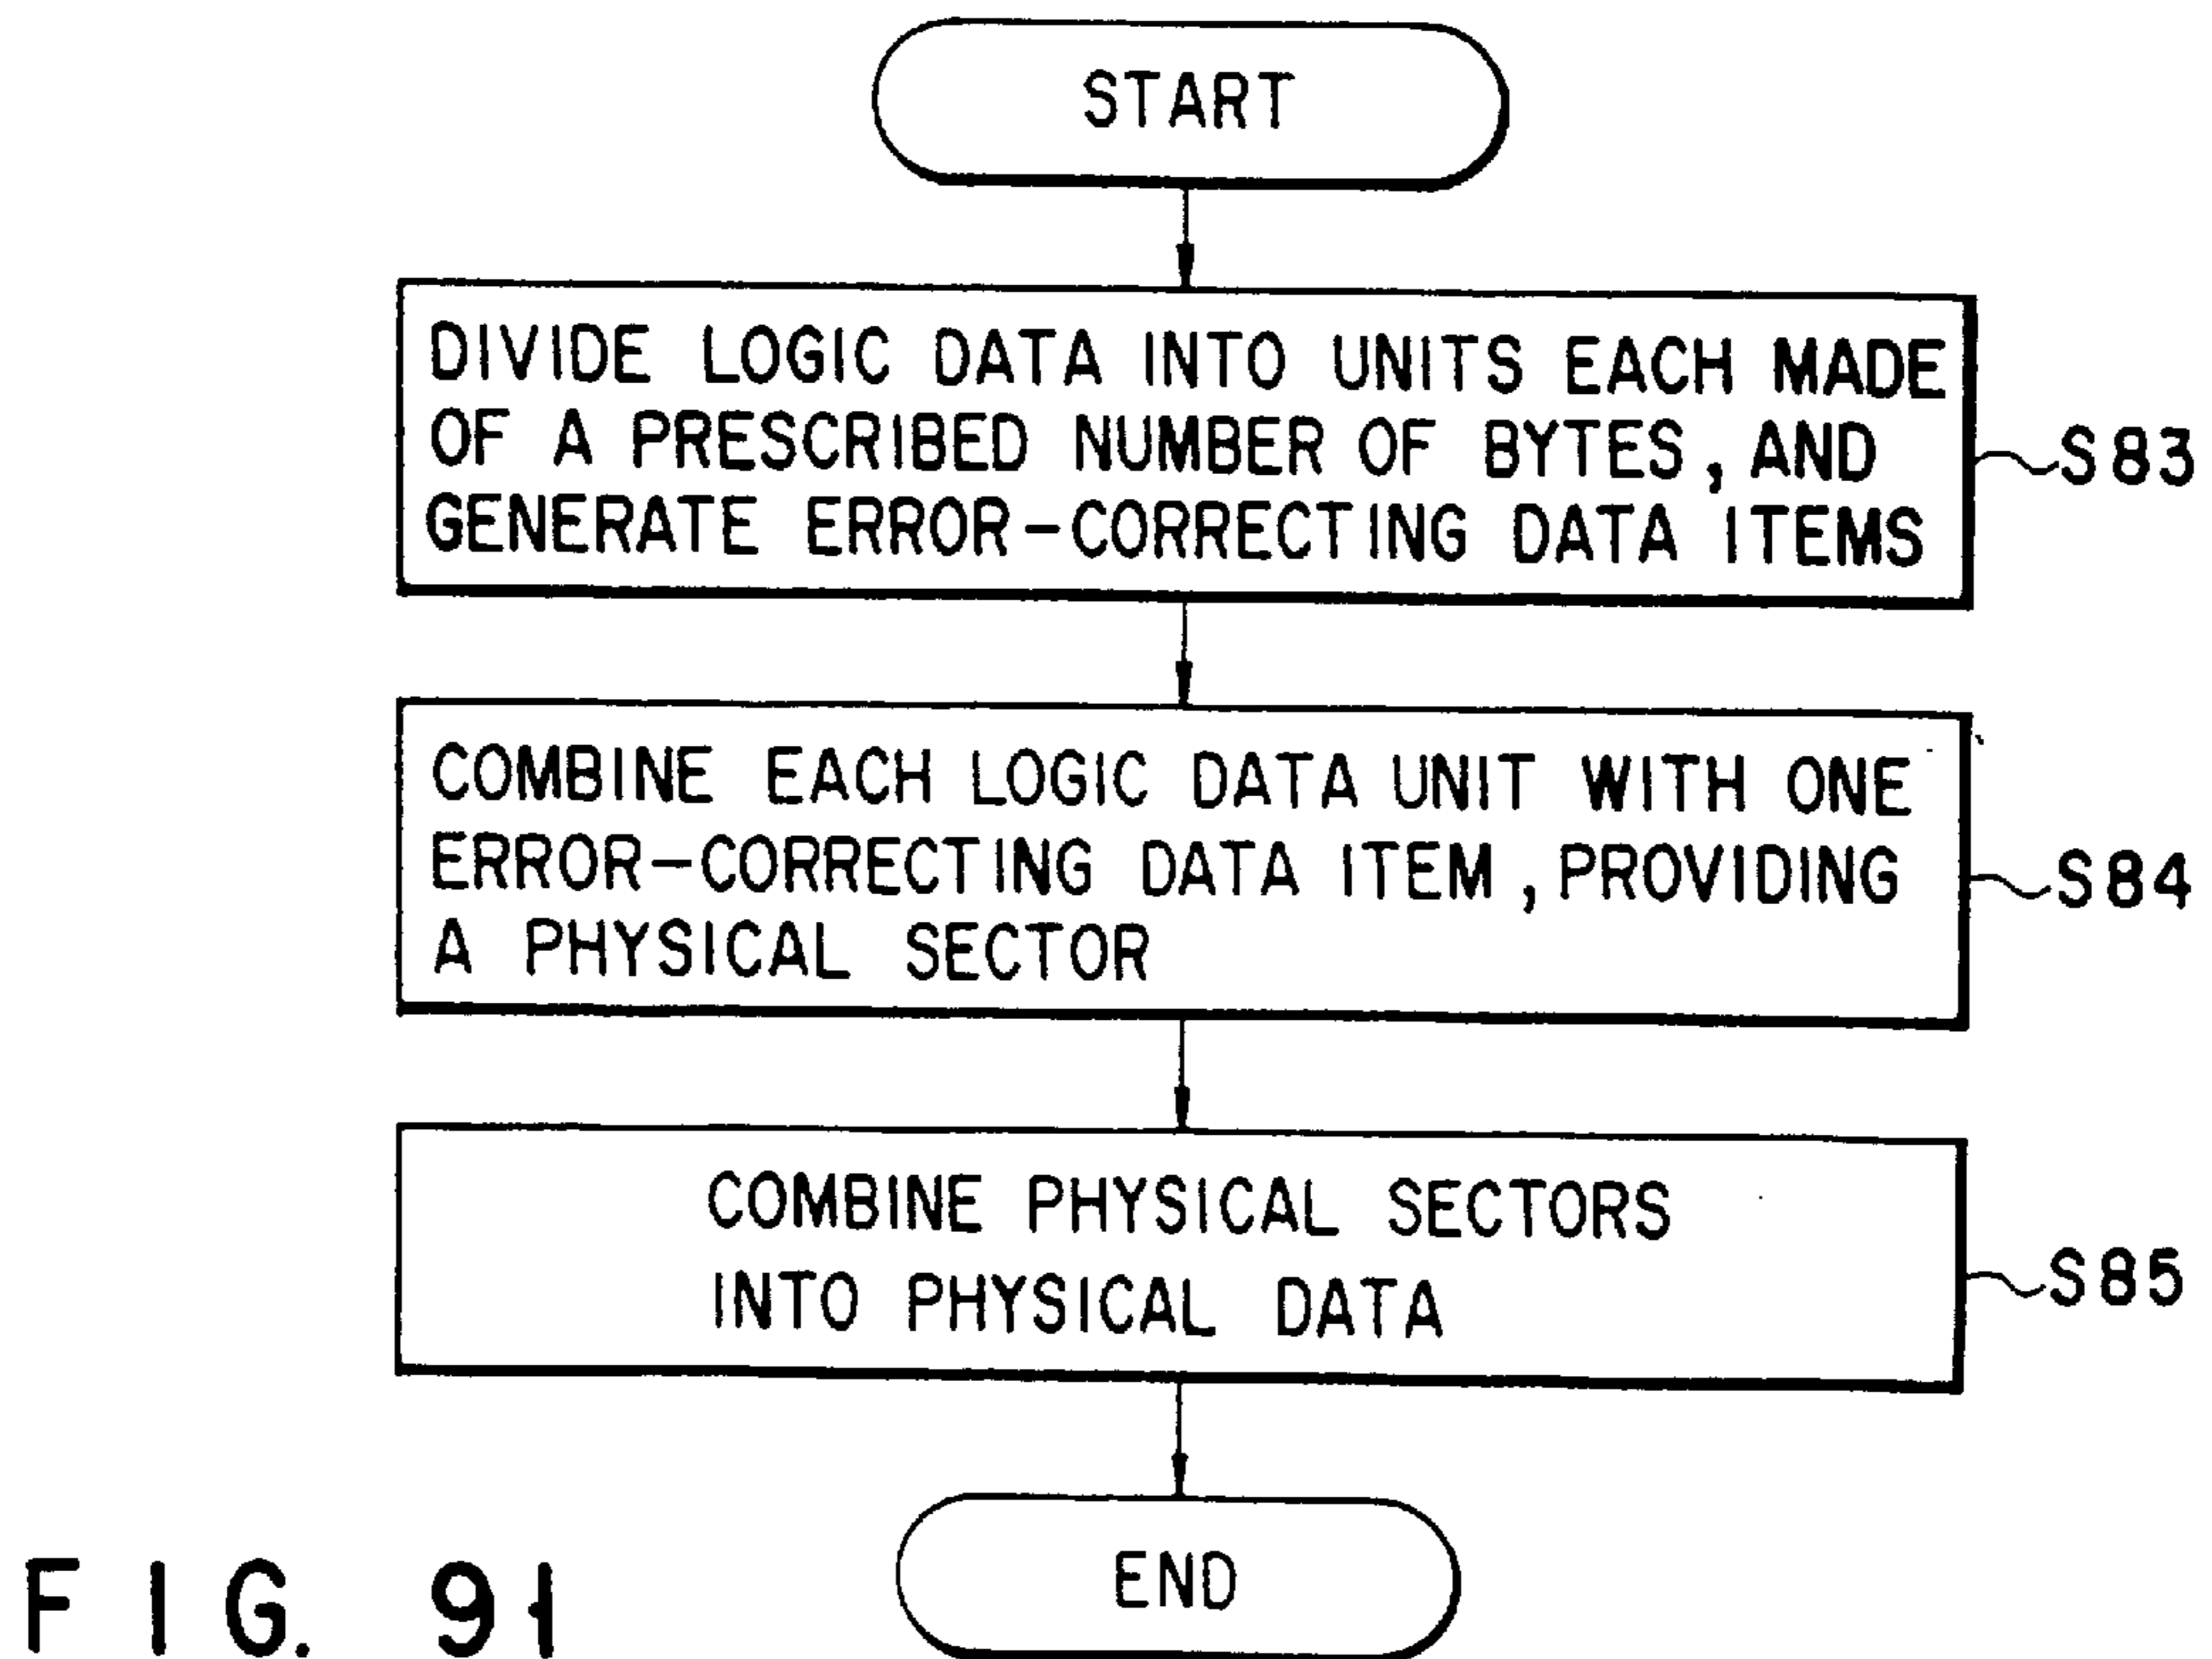 START
DIVIDE LOGIC DATA INTO UNITS EACH MADE
OF A PRESCRIBED NUMBER OF BYTES, AND
GENERATE ERROR-CORRECTING DATA ITEMS
S83
COMBINE EACH LOGIC DATA UNIT WITH ONE
ERROR-CORRECTING DATA ITEM, PROVIDING
A PHYSICAL SECTOR
S84
COMBINE PHYSICAL SECTORS
INTO PHYSICAL DATA
S85
END
FIG. 91